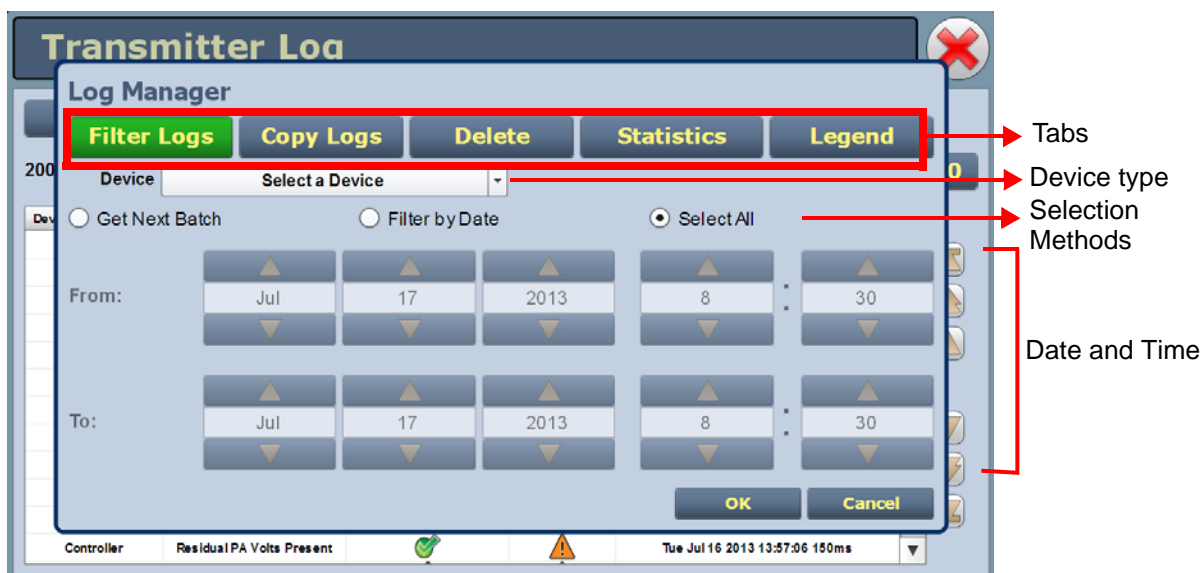 Transmitter Log
Log Manager
Filter Logs Copy Logs Delete Statistics Legend
Tabs
200
Device Select a Device
0
Device type
Dev
Get Next Batch Filter by Date Select All
Selection
Methods
From: Jul 17 2013 8 : 30
Date and Time
To: Jul 17 2013 8 : 30
OK Cancel
Controller Residual PA Volts Present Tue Jul 16 2013 13:57:06 150ms